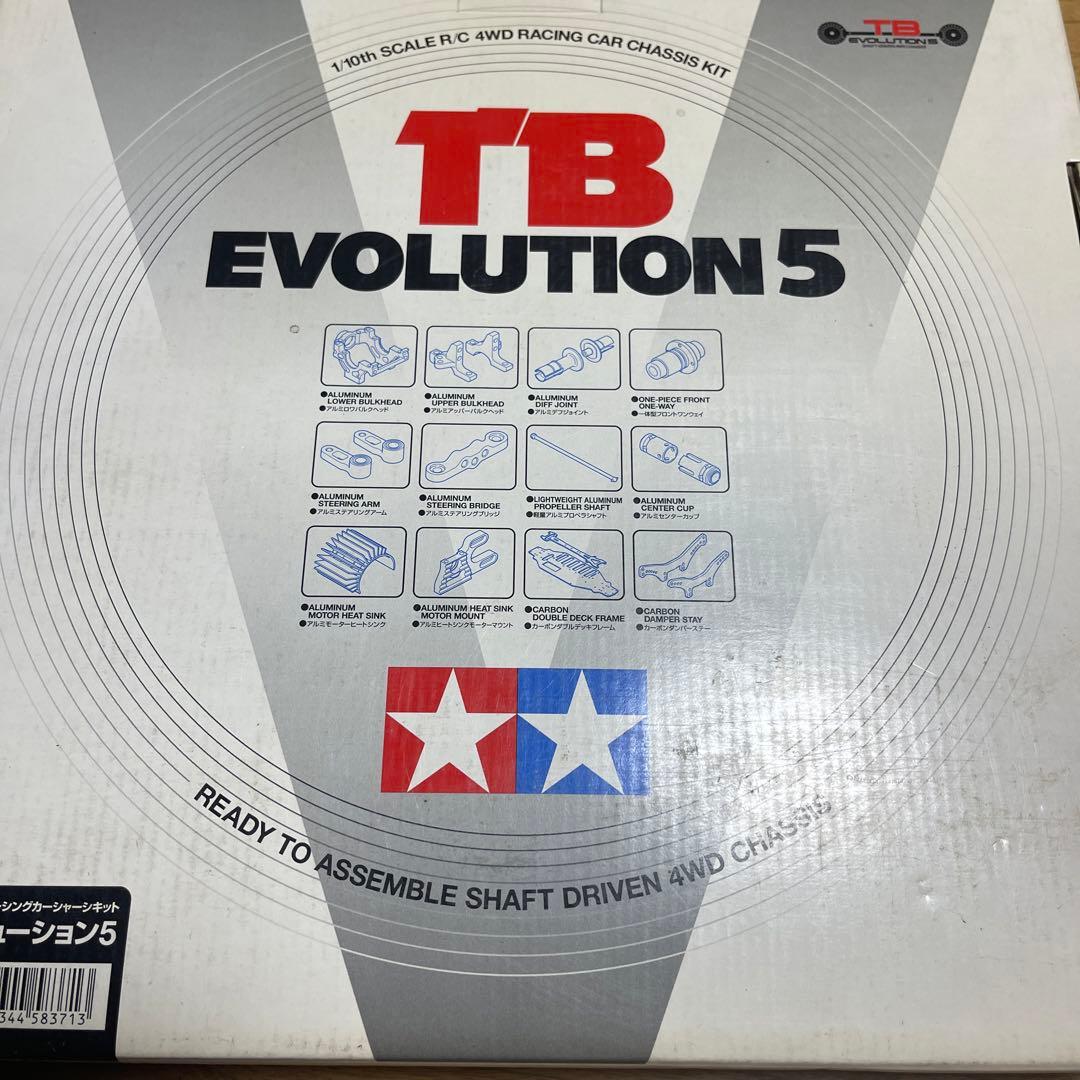 1/10th SCALE R/C 4WD RACING CAR CHASSIS KIT
TB
EVOLUTION 5
TB
EVOLUTION 5
●ALUMINUM
LOWER BULKHEAD
●アルミロワバルクヘッド
●ALUMINUM
UPPER BULKHEAD
●アルミアッパーバルクヘッド
●ALUMINUM
DIFF JOINT
●アルミデフジョイント
●ONE-PIECE FRONT
ONE-WAY
●一体型フロントワンウェイ
●ALUMINUM
STEERING ARM
●アルミステアリングアーム
●ALUMINUM
STEERING BRIDGE
●アルミステアリングブリッジ
●LIGHTWEIGHT ALUMINUM
PROPELLER SHAFT
●軽量アルミプロペラシャフト
●ALUMINUM
CENTER CUP
●アルミセンターカップ
●ALUMINUM
MOTOR HEAT SINK
●アルミモーターヒートシンク
●ALUMINUM HEAT SINK
MOTOR MOUNT
●アルミヒートシンクモーターマウント
●CARBON
DOUBLE DECK FRAME
●カーボンダブルデッキフレーム
●CARBON
DAMPER STAY
●カーボンダンパーステー
READY TO ASSEMBLE SHAFT DRIVEN 4WD CHASSIS
ーシングカーシャーシキット
ューション5
344 583713